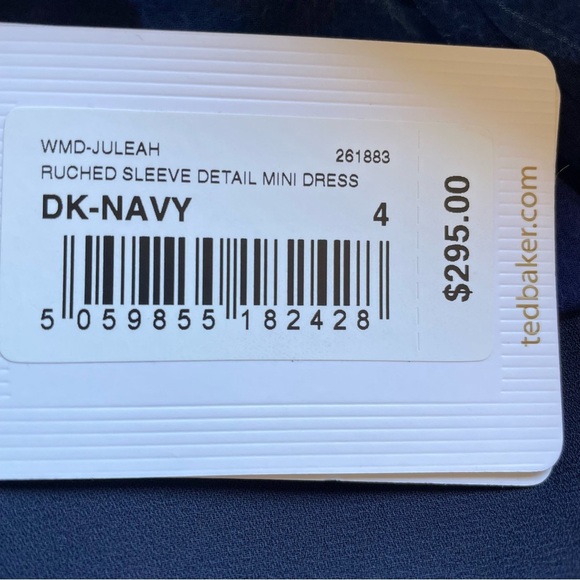 WMD-JULEAH 261883
RUCHED SLEEVE DETAIL MINI DRESS
DK-NAVY 4
5 059855 182428
$295.00
tedbaker.com